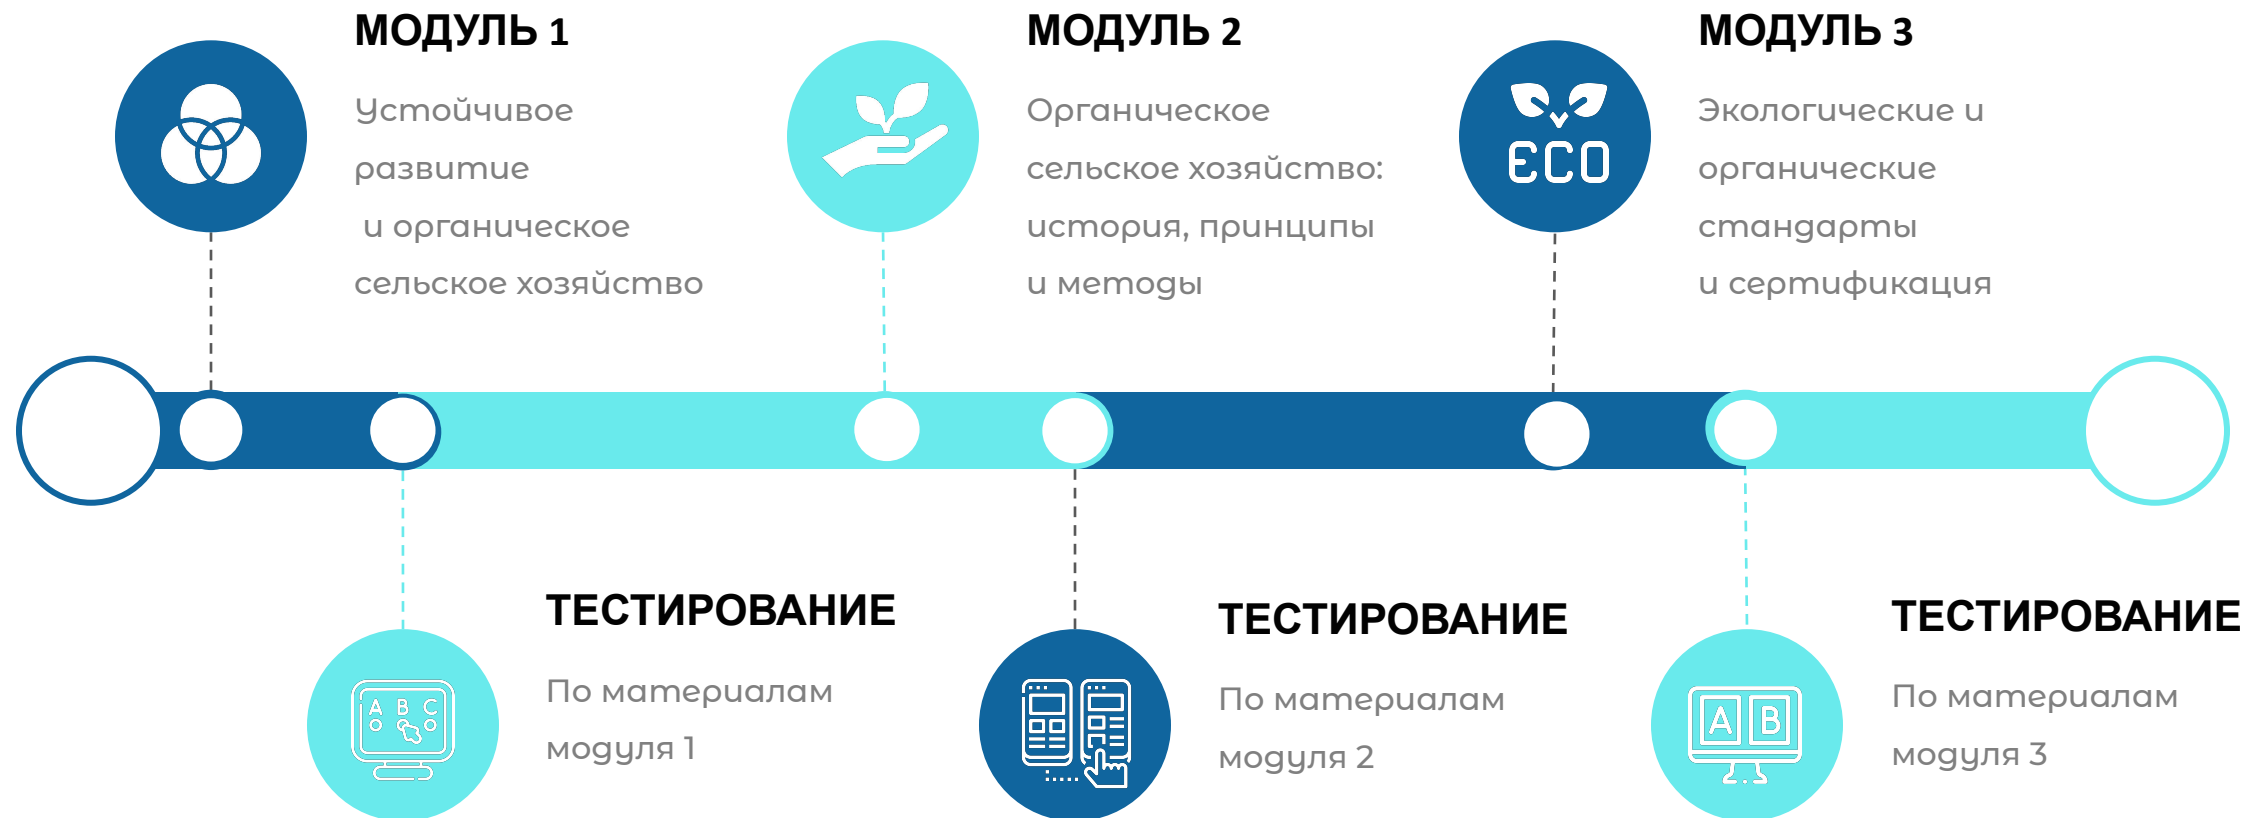 МОДУЛЬ 1
Устойчивое
развитие
и органическое
сельское хозяйство
МОДУЛЬ 2
Органическое
сельское хозяйство:
история, принципы
и методы
МОДУЛЬ 3
Экологические и
органические
стандарты
и сертификация
ECO
ТЕСТИРОВАНИЕ
По материалам
модуля 1
A B C
ТЕСТИРОВАНИЕ
По материалам
модуля 2
ТЕСТИРОВАНИЕ
По материалам
модуля 3
A B